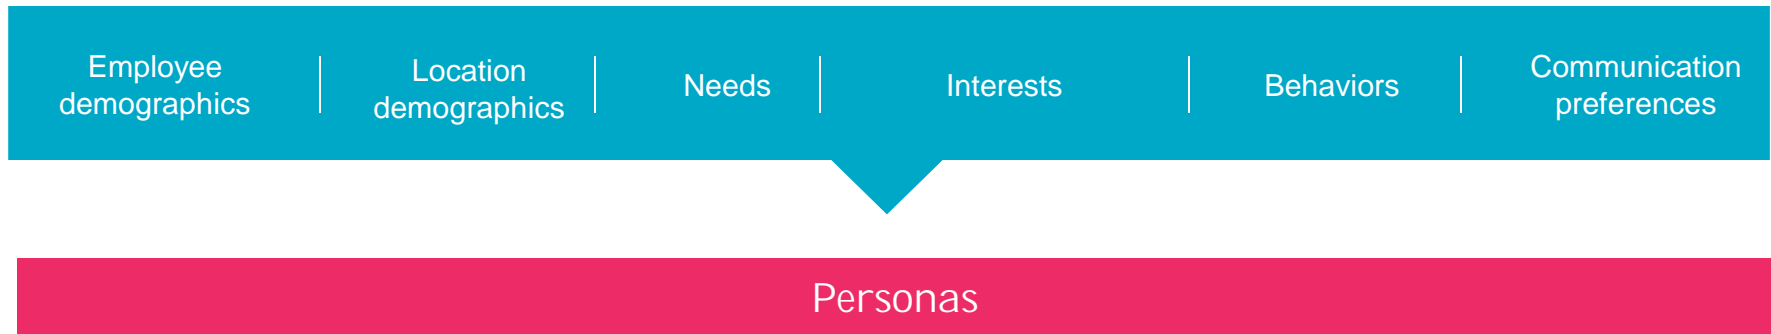 Employee
demographics
Location
demographics
Needs
Interests
Behaviors
Communication
preferences
Personas